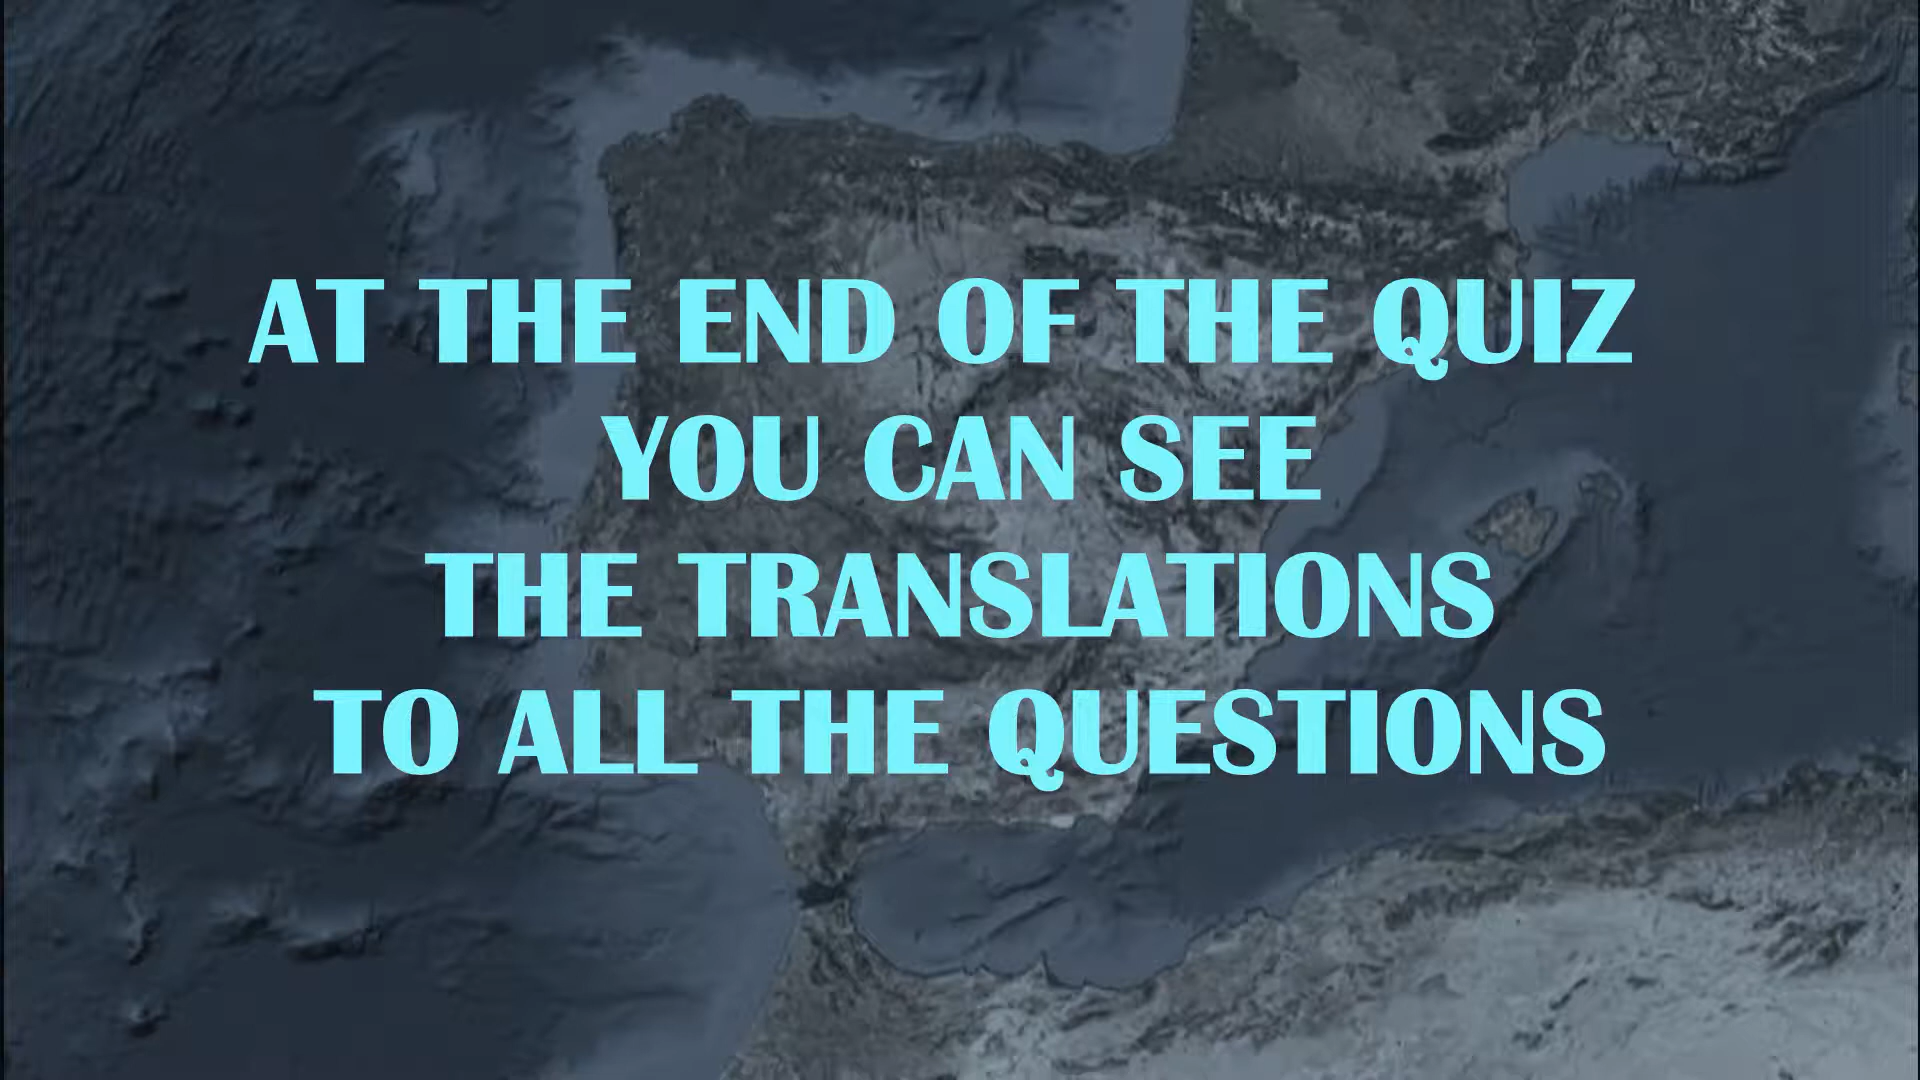 AT THE END OF THE QUIZ
YOU CAN SEE
THE TRANSLATIONS
TO ALL THE QUESTIONS